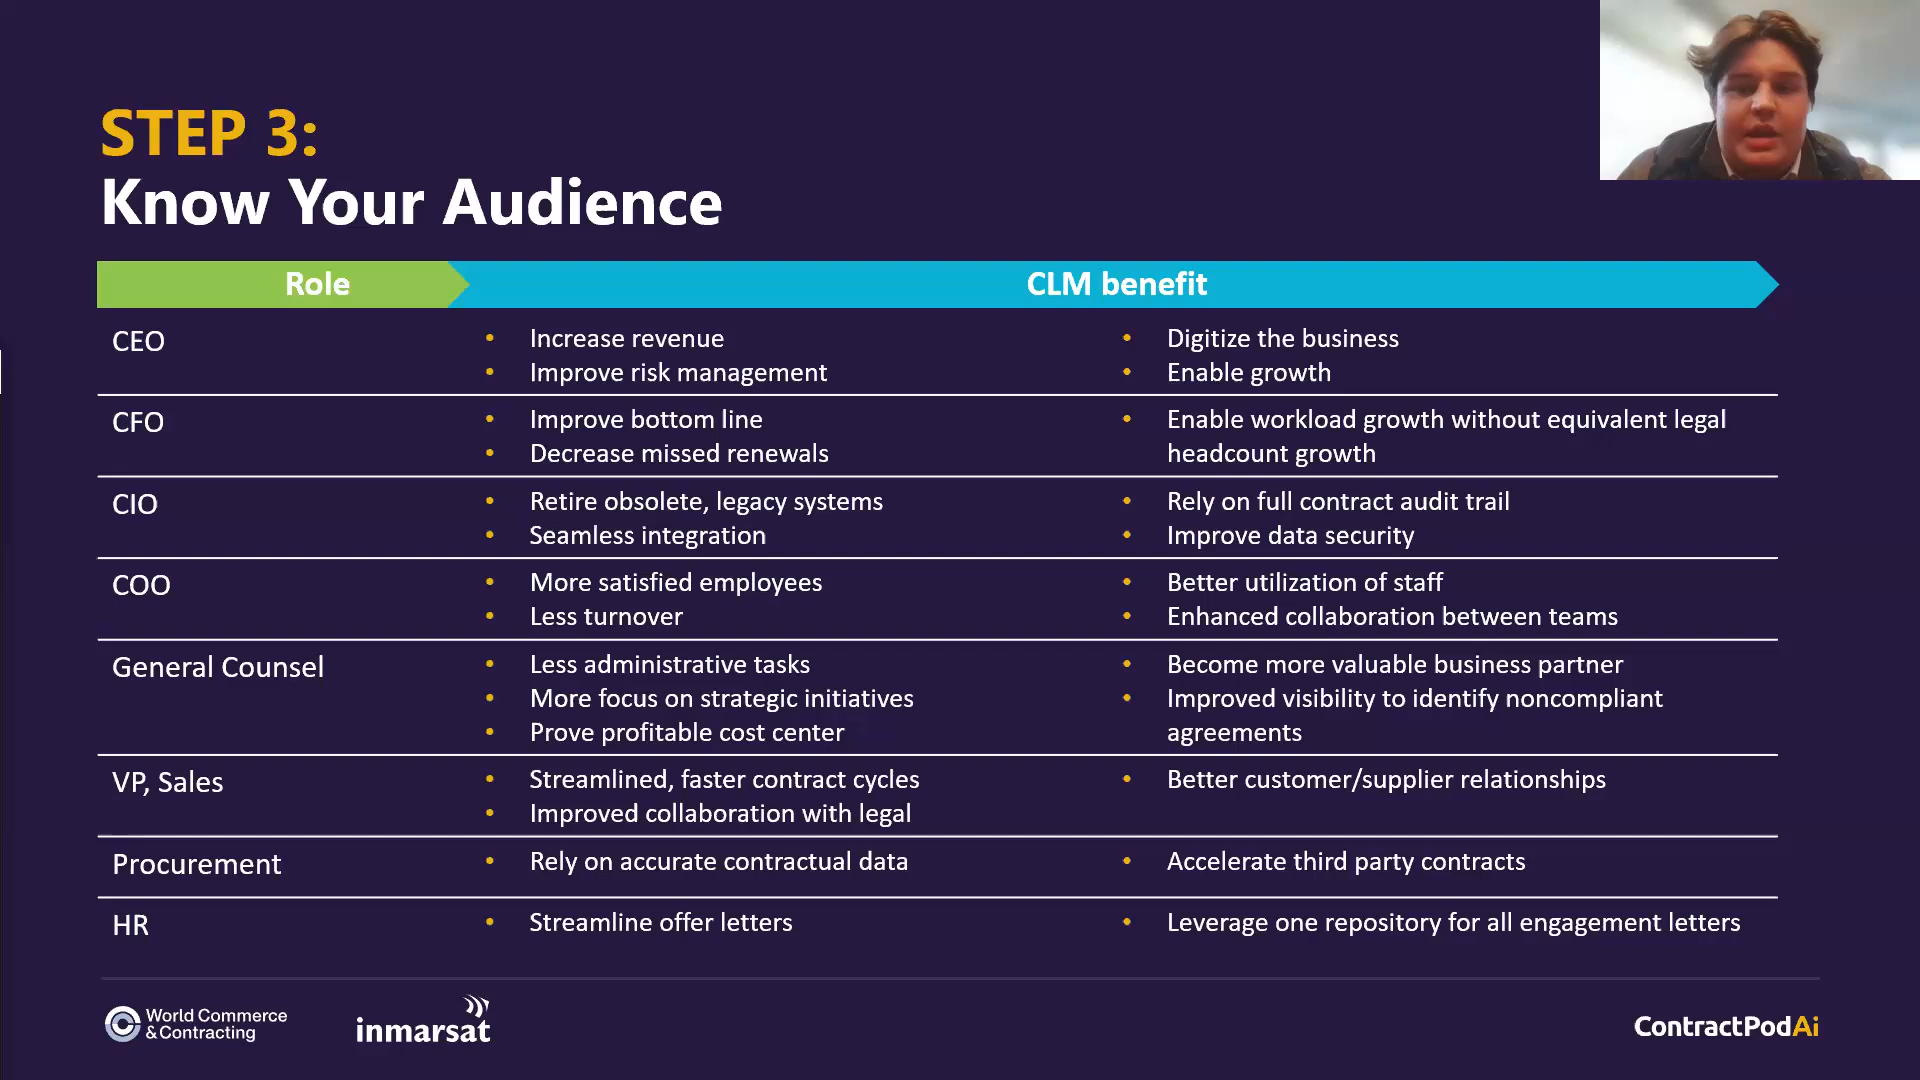 STEP 3:
Know Your Audience
Role
CLM benefit
CEO
• Increase revenue
• Improve risk management
• Digitize the business
• Enable growth
CFO
• Improve bottom line
• Decrease missed renewals
• Enable workload growth without equivalent legal
headcount growth
CIO
• Retire obsolete, legacy systems
• Seamless integration
• Rely on full contract audit trail
• Improve data security
COO
• More satisfied employees
• Less turnover
• Better utilization of staff
• Enhanced collaboration between teams
General Counsel
• Less administrative tasks
• More focus on strategic initiatives
• Prove profitable cost center
• Become more valuable business partner
• Improved visibility to identify noncompliant
agreements
VP, Sales
• Streamlined, faster contract cycles
• Improved collaboration with legal
• Better customer/supplier relationships
Procurement
• Rely on accurate contractual data
• Accelerate third party contracts
HR
• Streamline offer letters
• Leverage one repository for all engagement letters
World Commerce
& Contracting
inmarsat
ContractPodAi